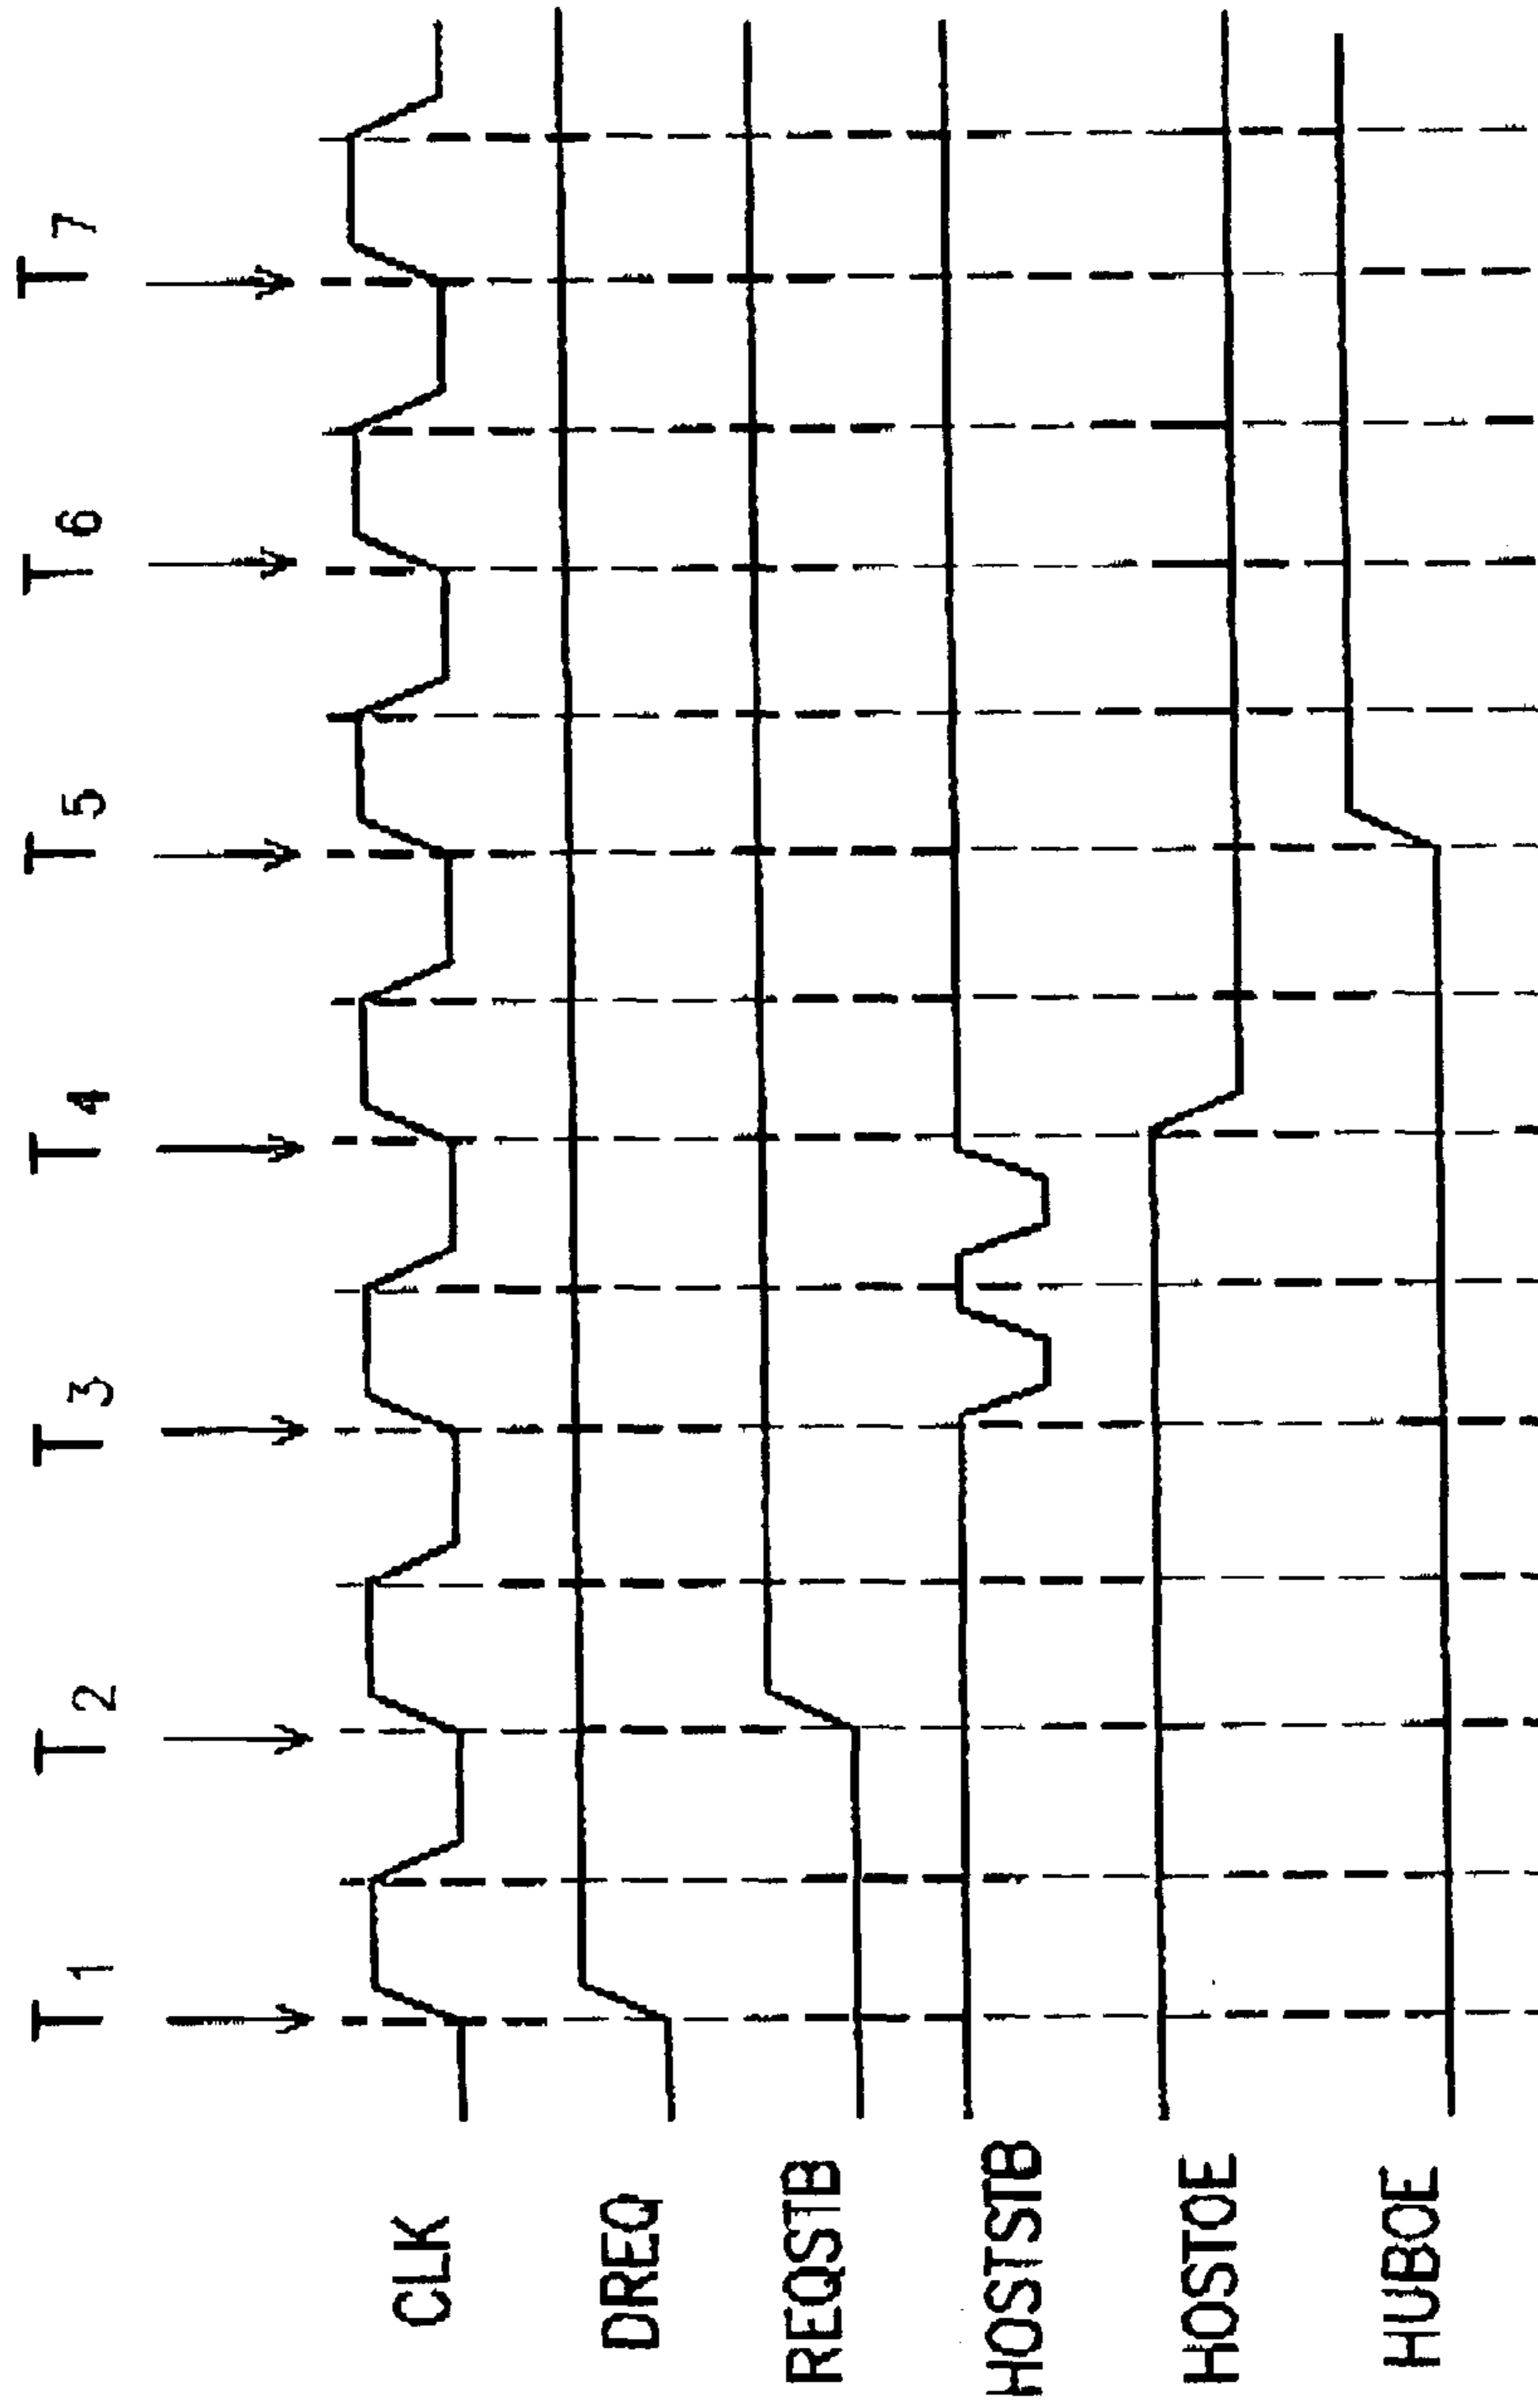 T1 T2 T3 T4 T5 T6 T7
CLK
DREQ
REQSTB
HOSTSTB
HOSTOE
HUBOE